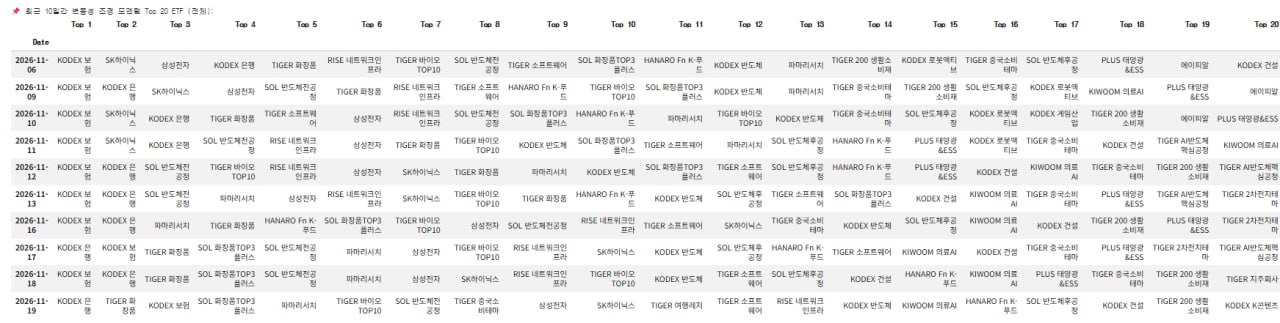 📌 최근 10일간 변동성 조정 모멘텀 Top 20 ETF (전체):
Top 1 Top 2 Top 3 Top 4 Top 5 Top 6 Top 7 Top 8 Top 9 Top 10 Top 11 Top 12 Top 13 Top 14 Top 15 Top 16 Top 17 Top 18 Top 19 Top 20
Date
2026-11-06 KODEX 보험 SK하이닉스 삼성전자 KODEX 은행 TIGER 화장품 RISE 네트워크인프라 TIGER 바이오TOP10 SOL 반도체전공정 TIGER 소프트웨어 SOL 화장품TOP3플러스 HANARO Fn K-푸드 KODEX 반도체 파마리서치 TIGER 200 생활소비재 KODEX 로봇액티브 TIGER 중국소비테마 SOL 반도체후공정 PLUS 태양광&ESS 에이피알 KODEX 건설
2026-11-09 KODEX 보험 KODEX 은행 SK하이닉스 삼성전자 SOL 반도체전공정 TIGER 화장품 RISE 네트워크인프라 TIGER 소프트웨어 HANARO Fn K-푸드 TIGER 바이오TOP10 SOL 화장품TOP3플러스 KODEX 반도체 파마리서치 TIGER 중국소비테마 TIGER 200 생활소비재 SOL 반도체후공정 KODEX 로봇액티브 KIWOOM 의료AI PLUS 태양광&ESS 에이피알
2026-11-10 KODEX 보험 SK하이닉스 KODEX 은행 TIGER 화장품 TIGER 소프트웨어 삼성전자 RISE 네트워크인프라 SOL 반도체전공정 SOL 화장품TOP3플러스 HANARO Fn K-푸드 파마리서치 TIGER 바이오TOP10 KODEX 반도체 TIGER 중국소비테마 SOL 반도체후공정 KODEX 로봇액티브 KODEX 게임산업 TIGER 200 생활소비재 에이피알 PLUS 태양광&ESS
2026-11-11 KODEX 보험 SK하이닉스 KODEX 은행 SOL 반도체전공정 RISE 네트워크인프라 삼성전자 TIGER 화장품 TIGER 바이오TOP10 KODEX 반도체 SOL 화장품TOP3플러스 TIGER 소프트웨어 파마리서치 SOL 반도체후공정 HANARO Fn K-푸드 PLUS 태양광&ESS KODEX 로봇액티브 TIGER 중국소비테마 KODEX 건설 TIGER AI반도체핵심공정 KIWOOM 의료AI
2026-11-12 KODEX 보험 KODEX 은행 SOL 반도체전공정 TIGER 바이오TOP10 RISE 네트워크인프라 삼성전자 SK하이닉스 TIGER 화장품 파마리서치 KODEX 반도체 SOL 화장품TOP3플러스 TIGER 소프트웨어 SOL 반도체후공정 HANARO Fn K-푸드 PLUS 태양광&ESS KODEX 건설 KIWOOM 의료AI TIGER 중국소비테마 TIGER 200 생활소비재 TIGER AI반도체핵심공정
2026-11-13 KODEX 보험 KODEX 은행 SOL 반도체전공정 파마리서치 삼성전자 RISE 네트워크인프라 SK하이닉스 TIGER 바이오TOP10 TIGER 화장품 HANARO Fn K-푸드 KODEX 반도체 SOL 반도체후공정 TIGER 소프트웨어 SOL 화장품TOP3플러스 KODEX 건설 KIWOOM 의료AI TIGER 중국소비테마 PLUS 태양광&ESS TIGER AI반도체핵심공정 TIGER 2차전지테마
2026-11-16 KODEX 보험 KODEX 은행 TIGER 화장품 파마리서치 HANARO Fn K-푸드 SOL 화장품TOP3플러스 TIGER 바이오TOP10 삼성전자 SOL 반도체전공정 RISE 네트워크인프라 TIGER 소프트웨어 SK하이닉스 TIGER 중국소비테마 KODEX 반도체 SOL 반도체후공정 KIWOOM 의료AI KODEX 건설 TIGER 200 생활소비재 PLUS 태양광&ESS TIGER 2차전지테마
2026-11-17 KODEX 은행 KODEX 보험 TIGER 화장품 SOL 화장품TOP3플러스 SOL 반도체전공정 파마리서치 삼성전자 TIGER 바이오TOP10 RISE 네트워크인프라 SK하이닉스 KODEX 반도체 SOL 반도체후공정 HANARO Fn K-푸드 TIGER 소프트웨어 KIWOOM 의료AI KODEX 건설 TIGER 중국소비테마 PLUS 태양광&ESS TIGER 2차전지테마 TIGER AI반도체핵심공정
2026-11-18 KODEX 은행 KODEX 보험 TIGER 화장품 SOL 화장품TOP3플러스 SOL 반도체전공정 파마리서치 삼성전자 SK하이닉스 RISE 네트워크인프라 TIGER 바이오TOP10 KODEX 반도체 TIGER 소프트웨어 SOL 반도체후공정 KODEX 건설 HANARO Fn K-푸드 KIWOOM 의료AI PLUS 태양광&ESS TIGER 중국소비테마 TIGER 200 생활소비재 TIGER 지주회사
2026-11-19 KODEX 은행 TIGER 화장품 KODEX 보험 SOL 화장품TOP3플러스 파마리서치 TIGER 바이오TOP10 SOL 반도체전공정 TIGER 중국소비테마 삼성전자 SK하이닉스 TIGER 여행레저 TIGER 소프트웨어 RISE 네트워크인프라 KODEX 반도체 KIWOOM 의료AI HANARO Fn K-푸드 SOL 반도체후공정 KODEX 건설 TIGER 200 생활소비재 KODEX K콘텐츠